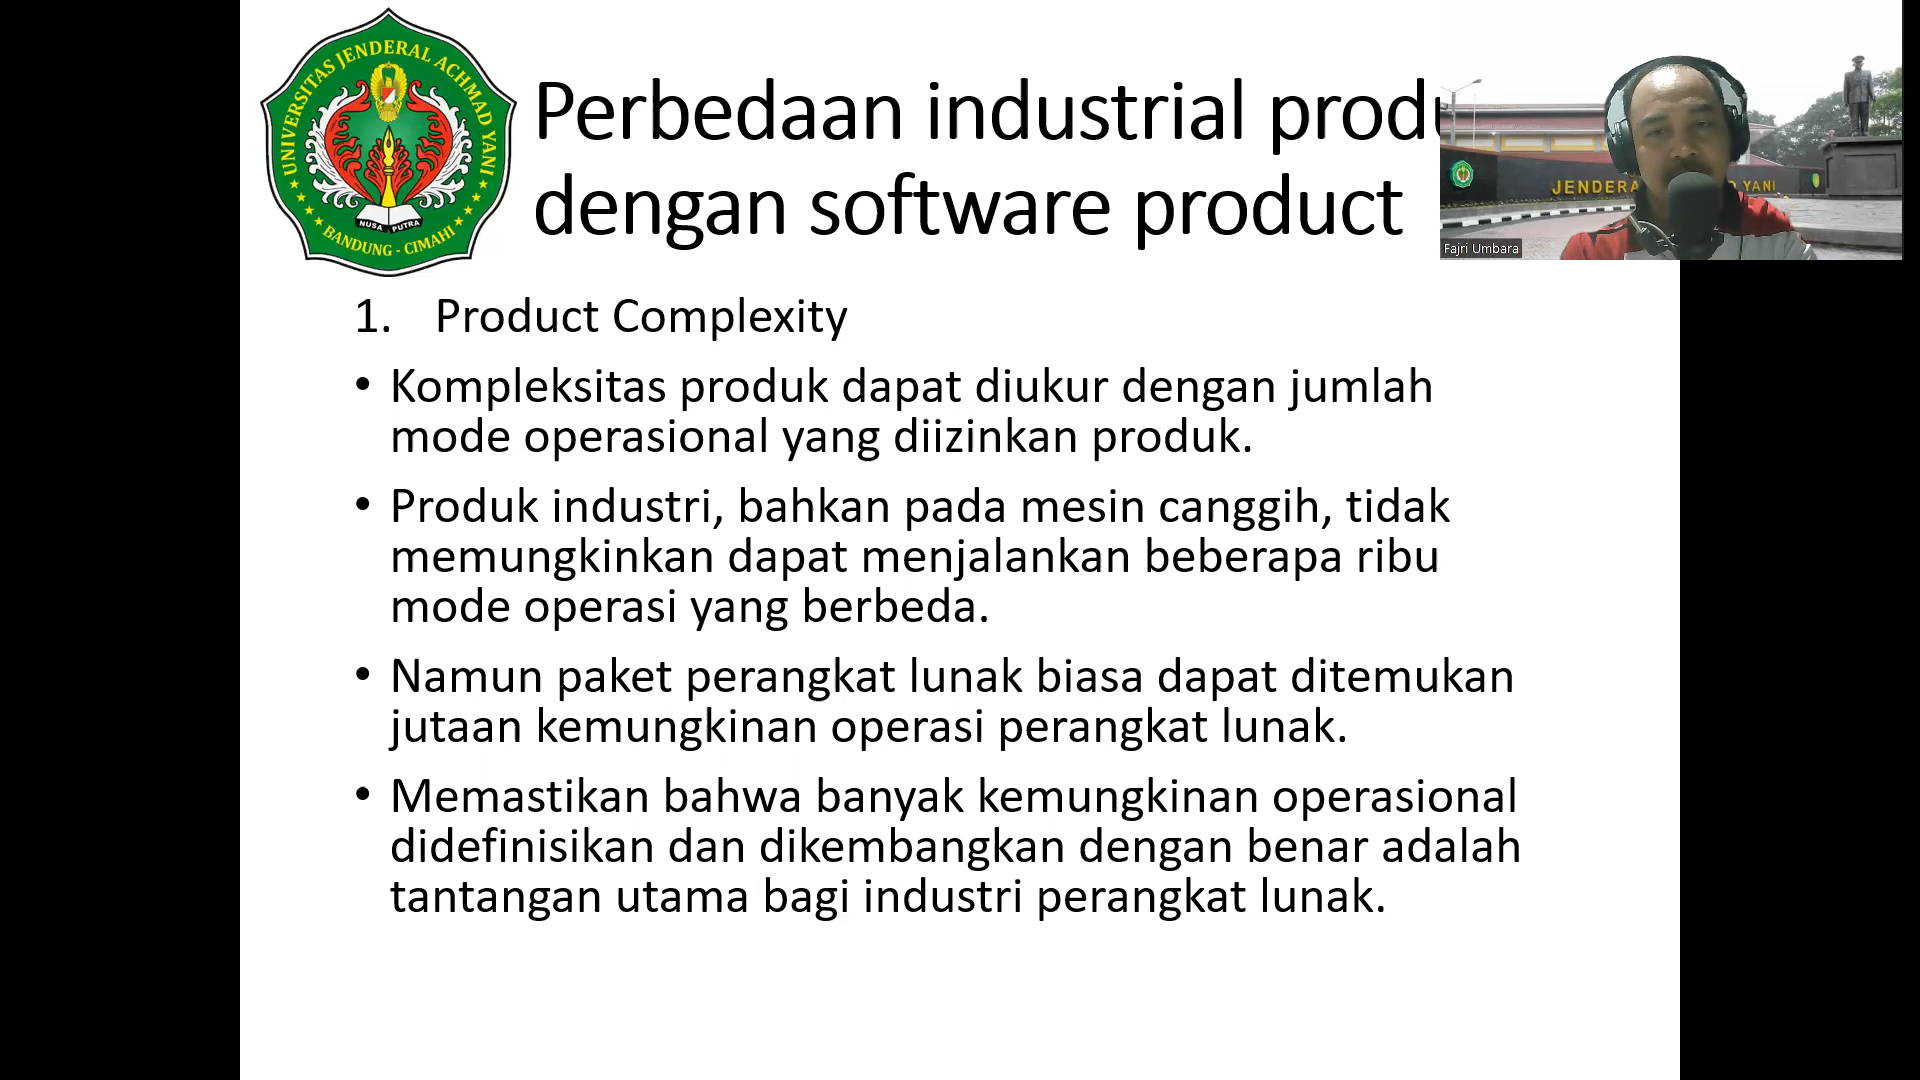 UNIVERSITAS JENDERAL ACHMAD YANI
NUSA PUTRA
BANDUNG - CIMAHI
Perbedaan industrial
dengan software product
JENDERA
YANI
Fajri Umbara
1. Product Complexity
• Kompleksitas produk dapat diukur dengan jumlah
mode operasional yang diizinkan produk.
• Produk industri, bahkan pada mesin canggih, tidak
memungkinkan dapat menjalankan beberapa ribu
mode operasi yang berbeda.
• Namun paket perangkat lunak biasa dapat ditemukan
jutaan kemungkinan operasi perangkat lunak.
• Memastikan bahwa banyak kemungkinan operasional
didefinisikan dan dikembangkan dengan benar adalah
tantangan utama bagi industri perangkat lunak.